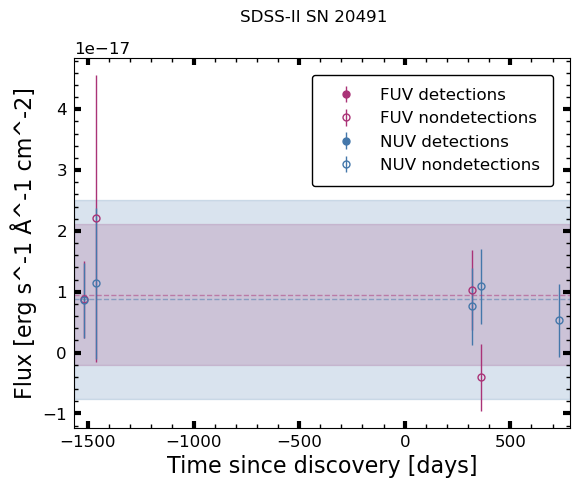 SDSS-II SN 20491
1e−17
FUV detections
FUV nondetections
NUV detections
NUV nondetections
4
3
2
1
0
−1
Flux [erg s^-1 Å^-1 cm^-2]
−1500 −1000 −500 0 500
Time since discovery [days]